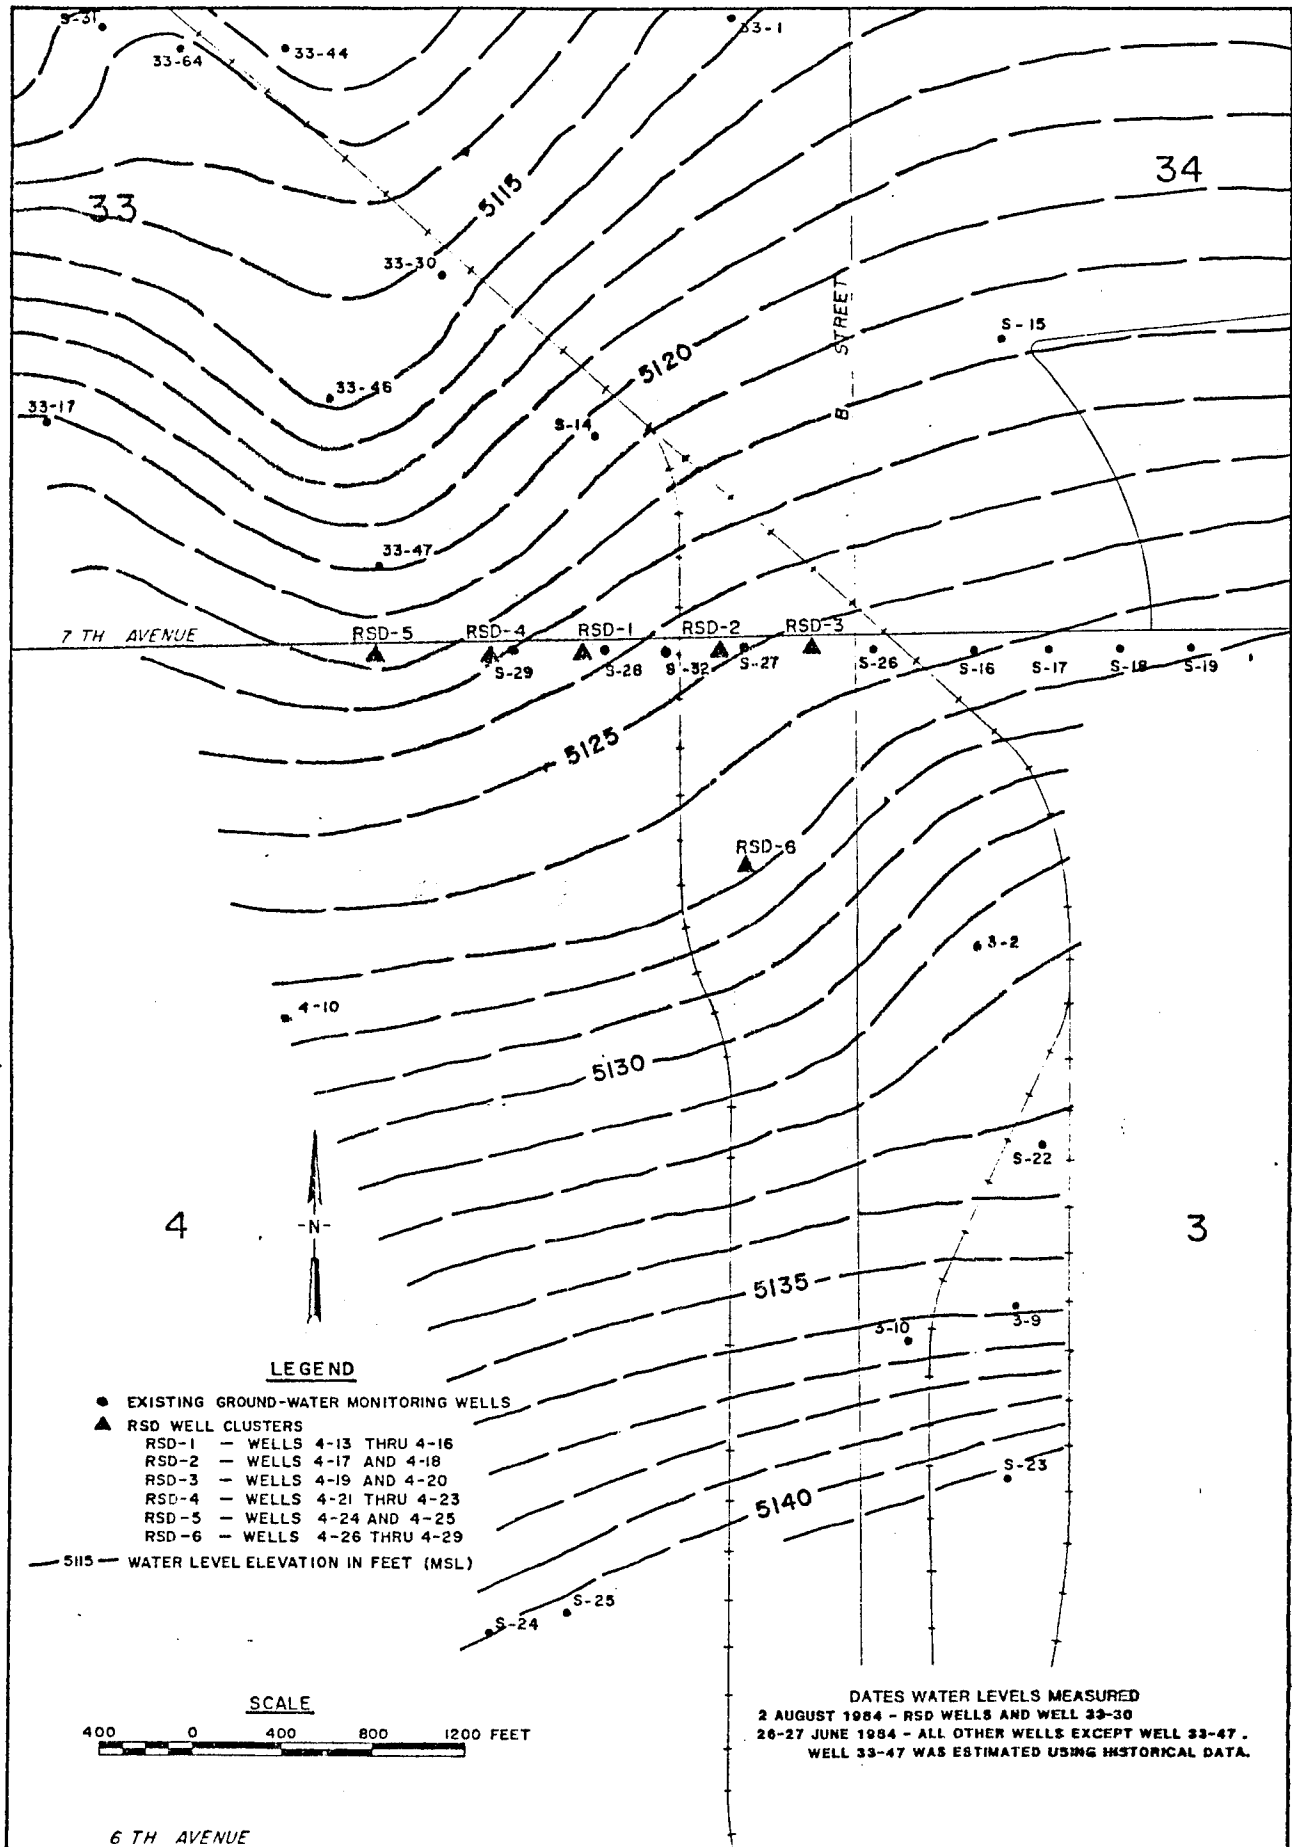 S-31
33-64
33-44
33-1
34
33
5115
33-30
B STREET
S-15
5120
33-46
33-17
S-14
33-47
7 TH AVENUE
RSD-5
RSD-4
RSD-1
RSD-2
RSD-3
S-29
S-28
S-32
S-27
S-26
S-16
S-17
S-18
S-19
5125
RSD-6
3-2
4-10
5130
S-22
4
-N-
3
5135
3-9
3-10
LEGEND
EXISTING GROUND-WATER MONITORING WELLS
RSD WELL CLUSTERS
RSD-1 — WELLS 4-13 THRU 4-16
RSD-2 — WELLS 4-17 AND 4-18
RSD-3 — WELLS 4-19 AND 4-20
RSD-4 — WELLS 4-21 THRU 4-23
RSD-5 — WELLS 4-24 AND 4-25
RSD-6 — WELLS 4-26 THRU 4-29
5115 — WATER LEVEL ELEVATION IN FEET (MSL)
S-23
5140
S-25
S-24
SCALE
400 0 400 800 1200 FEET
DATES WATER LEVELS MEASURED
2 AUGUST 1984 - RSD WELLS AND WELL 33-30
26-27 JUNE 1984 - ALL OTHER WELLS EXCEPT WELL 33-47.
WELL 33-47 WAS ESTIMATED USING HISTORICAL DATA.
6 TH AVENUE